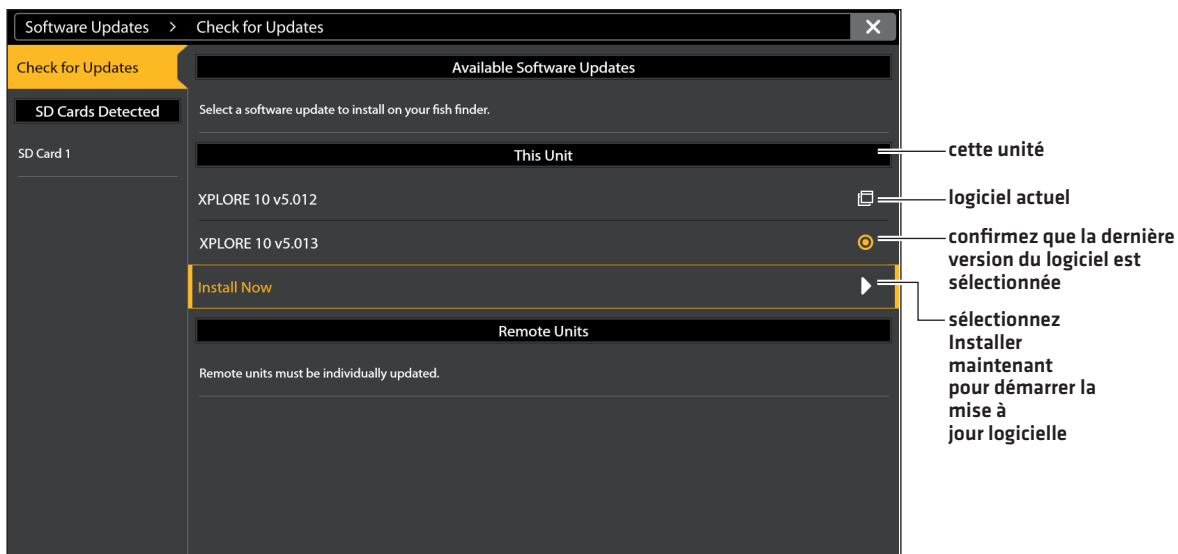 Software Updates > Check for Updates
Check for Updates
SD Cards Detected
SD Card 1
Available Software Updates
Select a software update to install on your fish finder.
This Unit
XPLORE 10 v5.012
XPLORE 10 v5.013
Install Now
Remote Units
Remote units must be individually updated.
cette unité
logiciel actuel
confirmez que la dernière
version du logiciel est
sélectionnée
sélectionnez
Installer
maintenant
pour démarrer la
mise à
jour logicielle